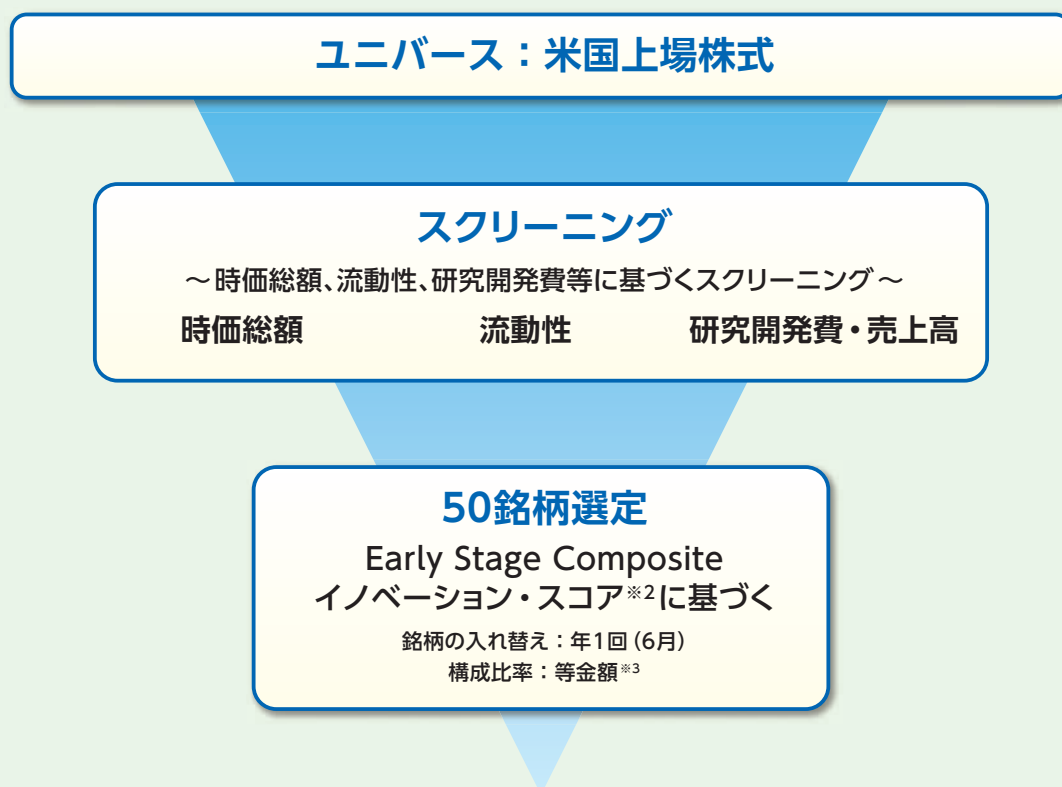 ユニバース：米国上場株式
スクリーニング
～時価総額、流動性、研究開発費等に基づくスクリーニング～
時価総額 流動性 研究開発費・売上高
50銘柄選定
Early Stage Composite
イノベーション・スコア※2に基づく
銘柄の入れ替え：年1回（6月）
構成比率：等金額※3